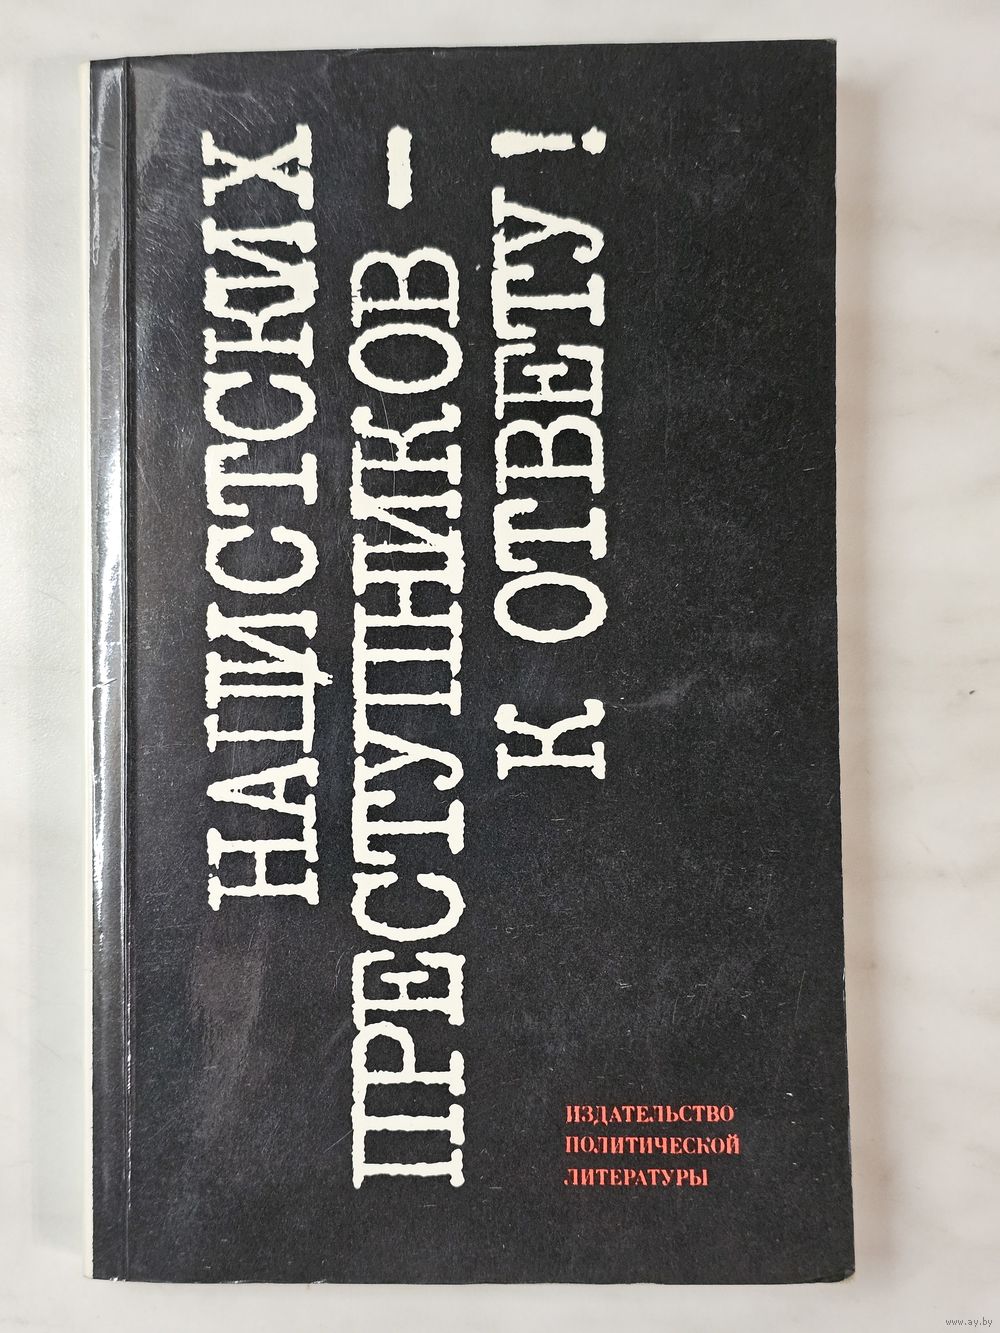 НАЦИСТСКИХ
ПРЕСТУПНИКОВ –
К ОТВЕТУ!
ИЗДАТЕЛЬСТВО
ПОЛИТИЧЕСКОЙ
ЛИТЕРАТУРЫ
www.ay.by